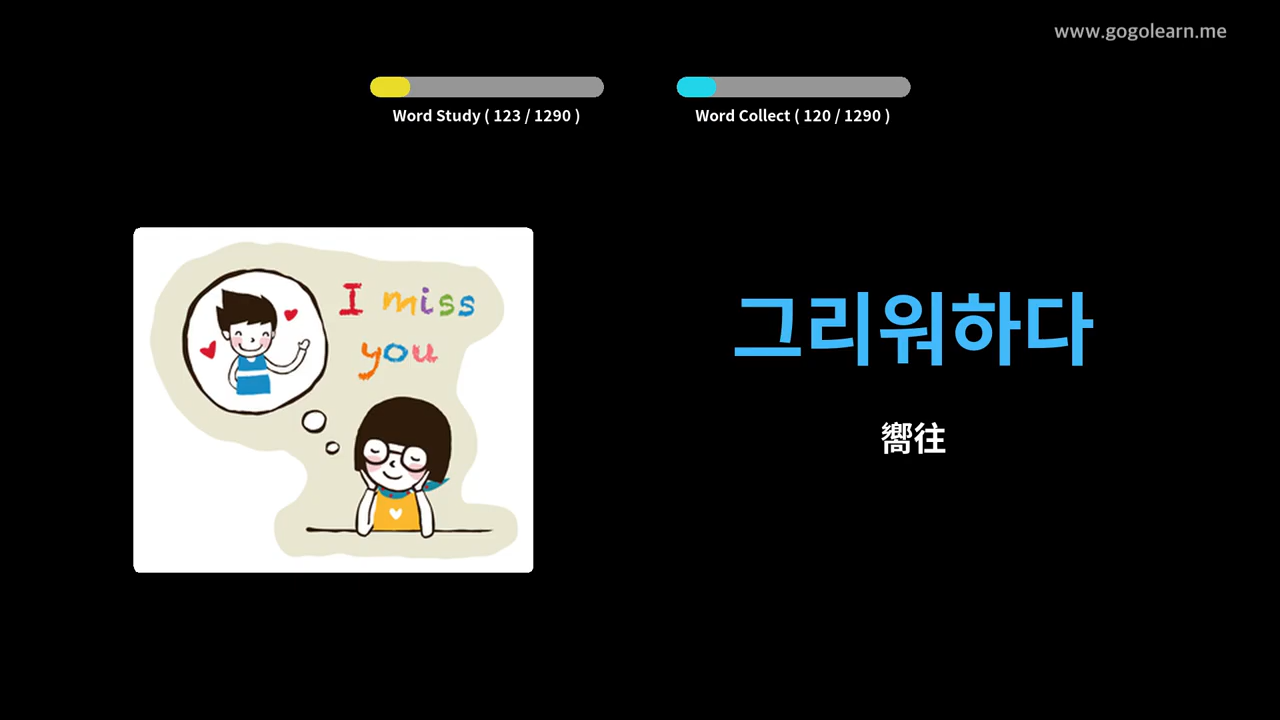 www.gogolearn.me
Word Study ( 123 / 1290 )
Word Collect ( 120 / 1290 )
I miss
you
그리워하다
嚮往